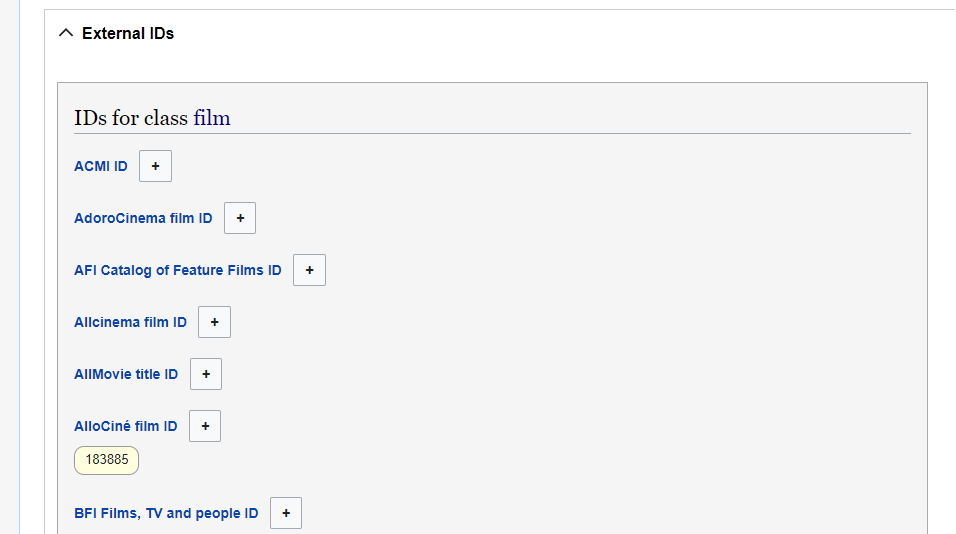 External IDs
IDs for class film
ACMI ID +
AdoroCinema film ID +
AFI Catalog of Feature Films ID +
Allcinema film ID +
AllMovie title ID +
AlloCiné film ID +
183885
BFI Films, TV and people ID +